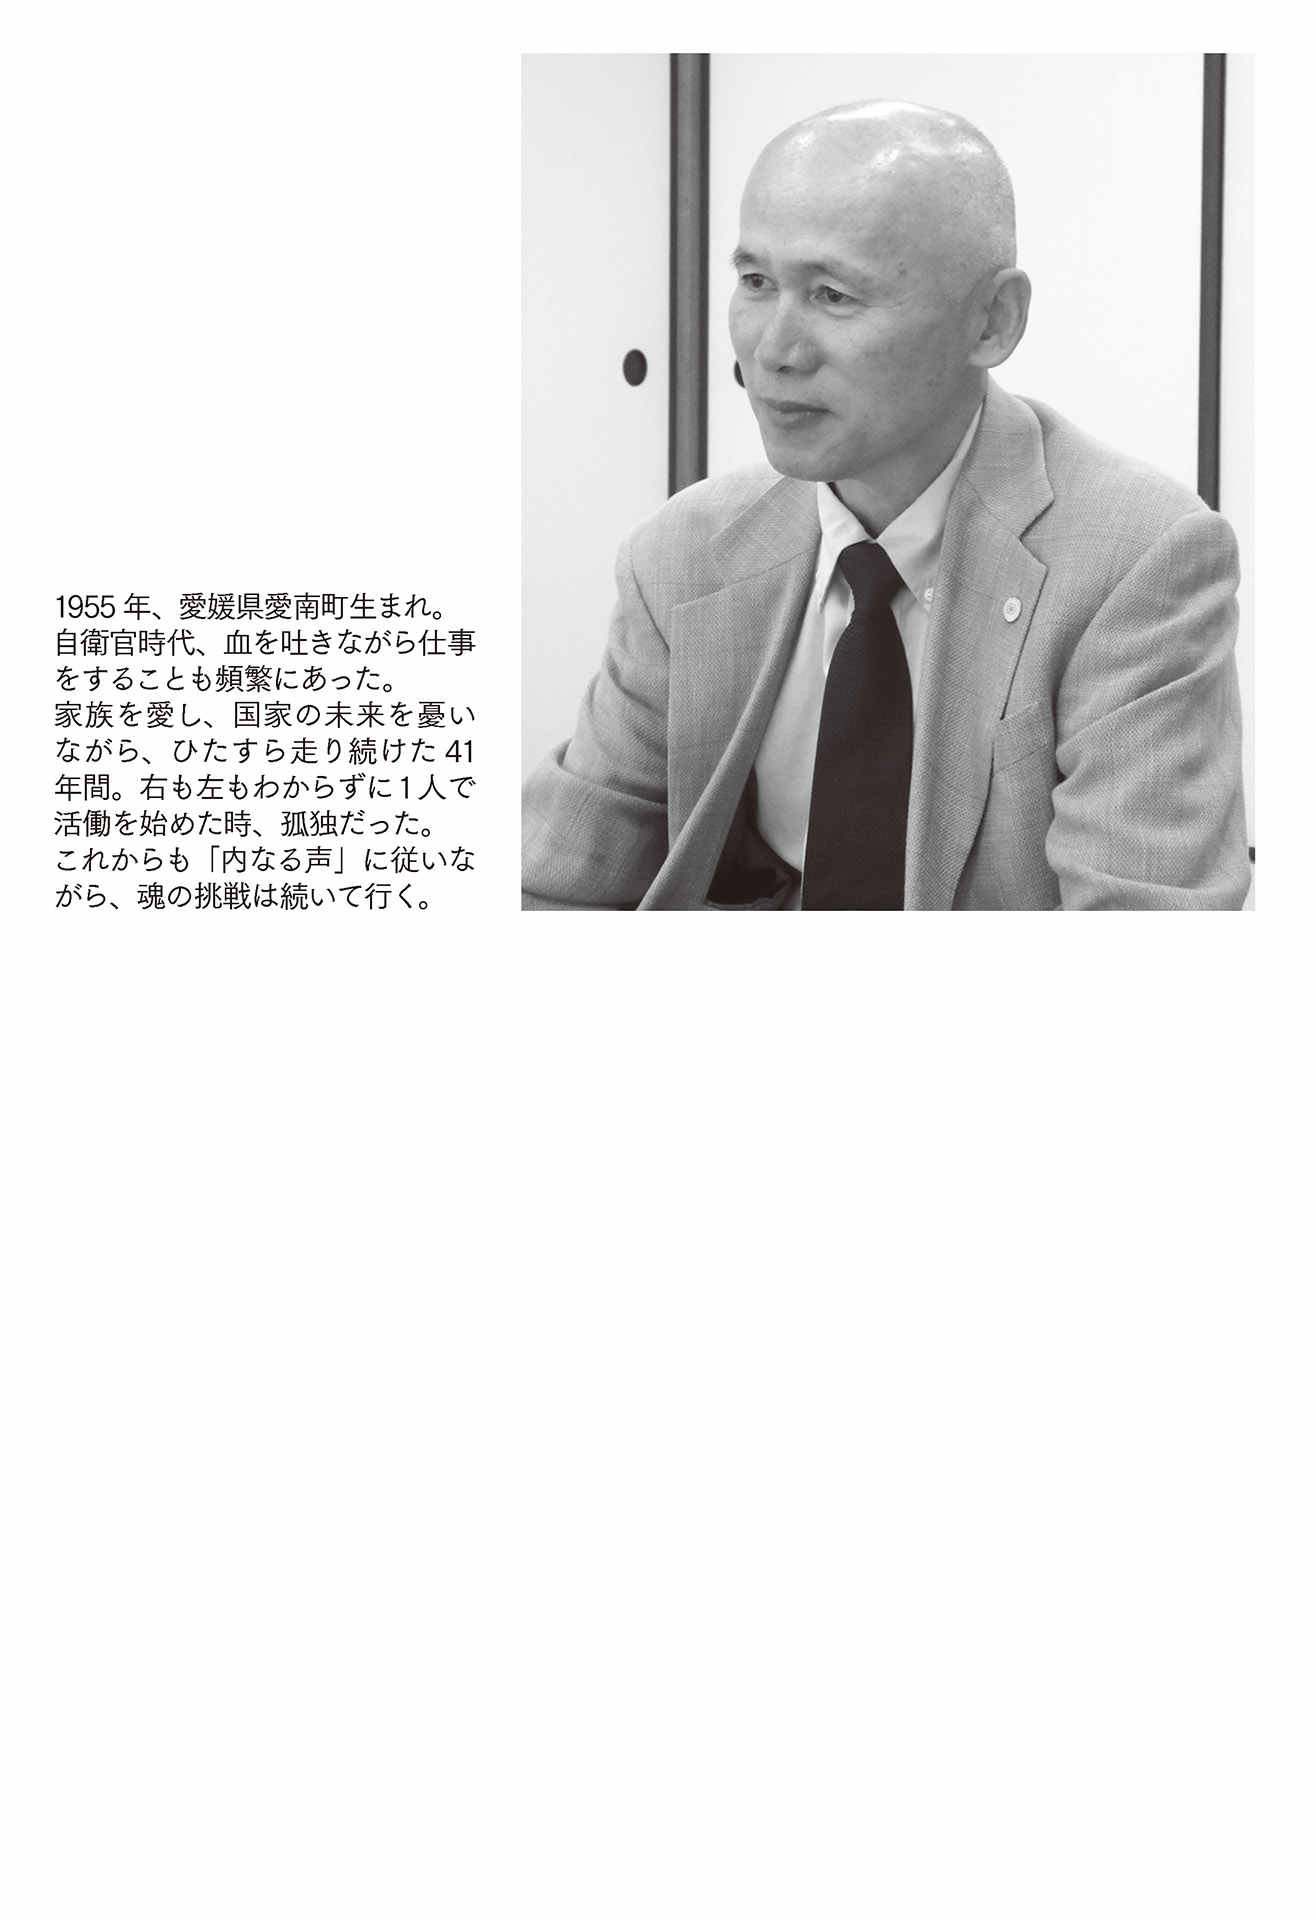 1955 年、愛媛県愛南町生まれ。
自衛官時代、血を吐きながら仕事
をすることも頻繁にあった。
家族を愛し、国家の未来を憂い
ながら、ひたすら走り続けた 41
年間。右も左もわからずに 1 人で
活働を始めた時、孤独だった。
これからも「内なる声」に従いな
がら、魂の挑戦は続いて行く。